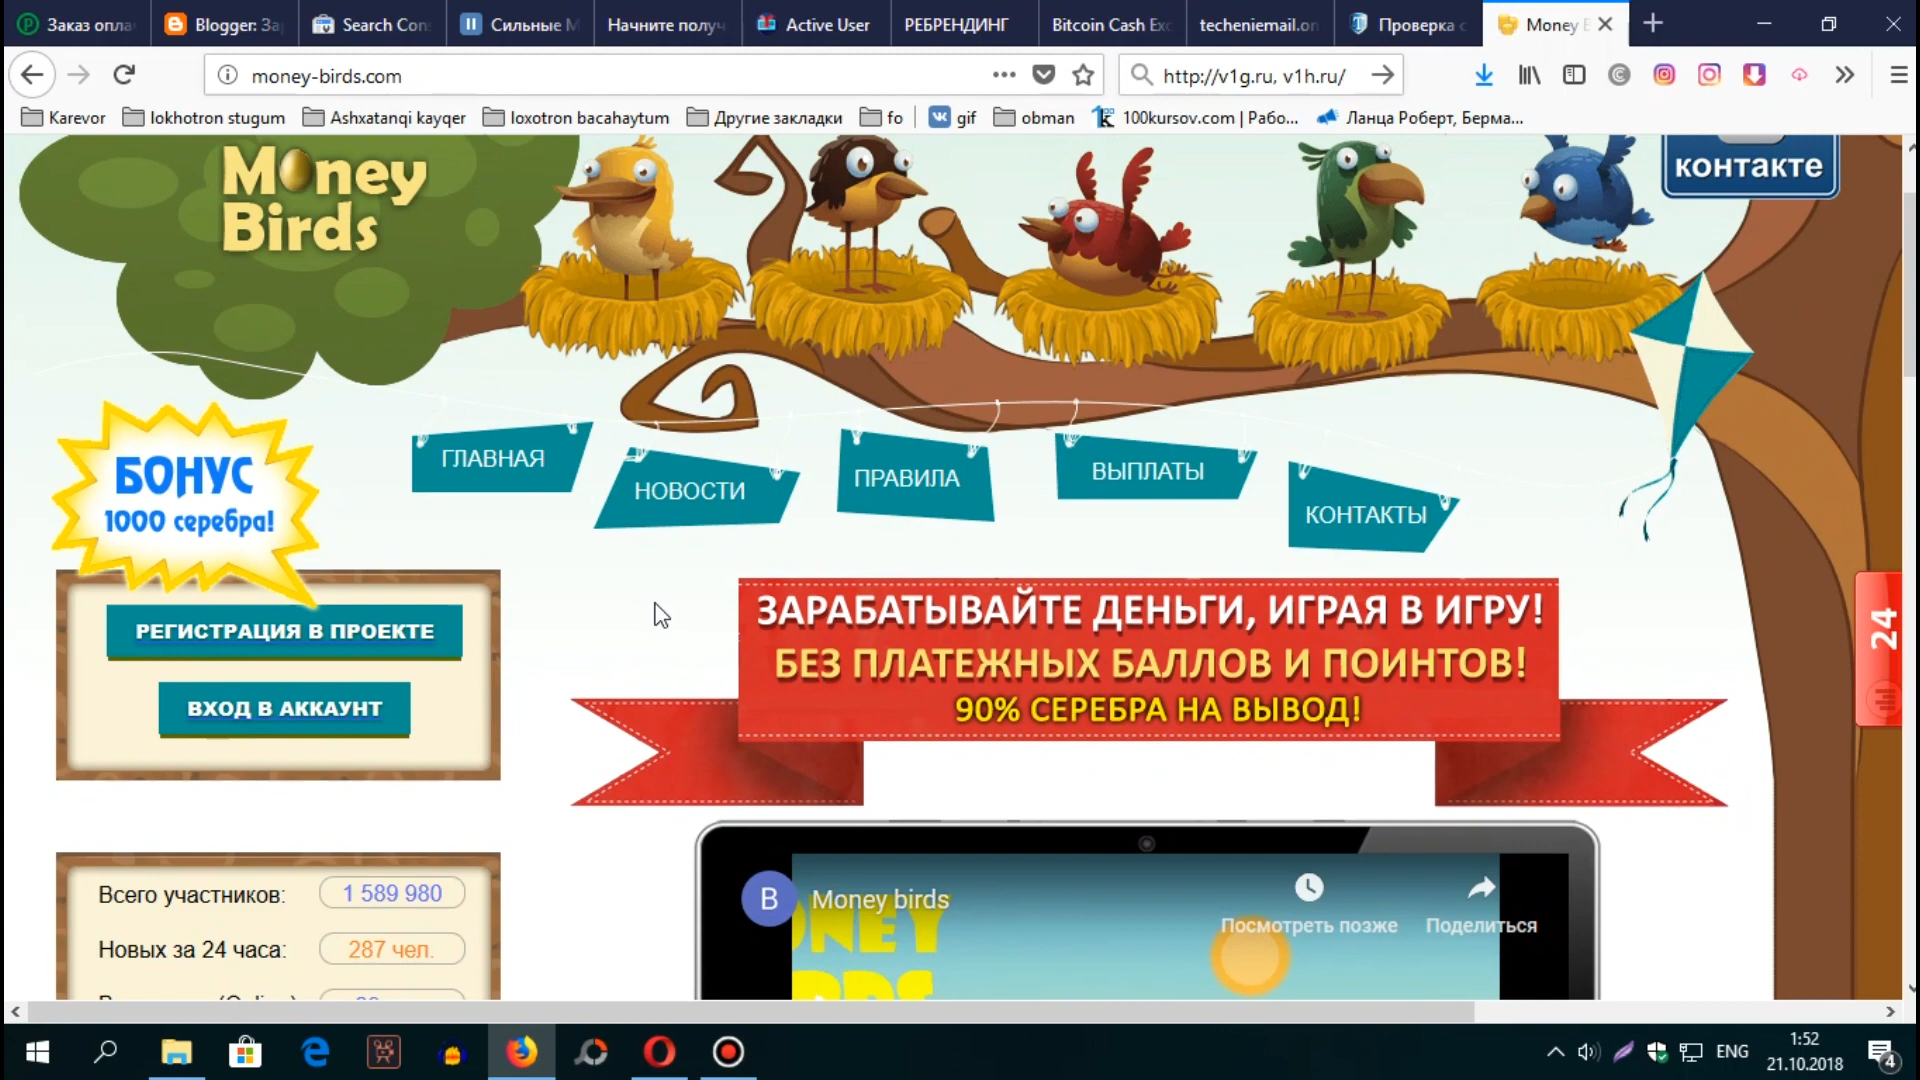 Заказ опла
Blogger: За
Search Con
Сильные М
Начните получ
Active User
РЕБРЕНДИНГ
Bitcoin Cash Exc
techeniemail.on
Проверка с
Money B
money-birds.com
http://v1g.ru, v1h.ru/
Karevor
lokhotron stugum
Ashxatanqi kayqer
loxotron bacahaytum
Другие закладки
fo
gif
obman
100kursov.com | Рабо...
Ланца Роберт, Берма...
Money
Birds
контакте
ГЛАВНАЯ
НОВОСТИ
ПРАВИЛА
ВЫПЛАТЫ
КОНТАКТЫ
БОНУС
1000 серебра!
РЕГИСТРАЦИЯ В ПРОЕКТЕ
ВХОД В АККАУНТ
ЗАРАБАТЫВАЙТЕ ДЕНЬГИ, ИГРАЯ В ИГРУ!
БЕЗ ПЛАТЕЖНЫХ БАЛЛОВ И ПОИНТОВ!
90% СЕРЕБРА НА ВЫВОД!
24
Всего участников: 1 589 980
Новых за 24 часа: 287 чел.
B Money birds
Посмотреть позже
Поделиться
ENG
1:52
21.10.2018
4